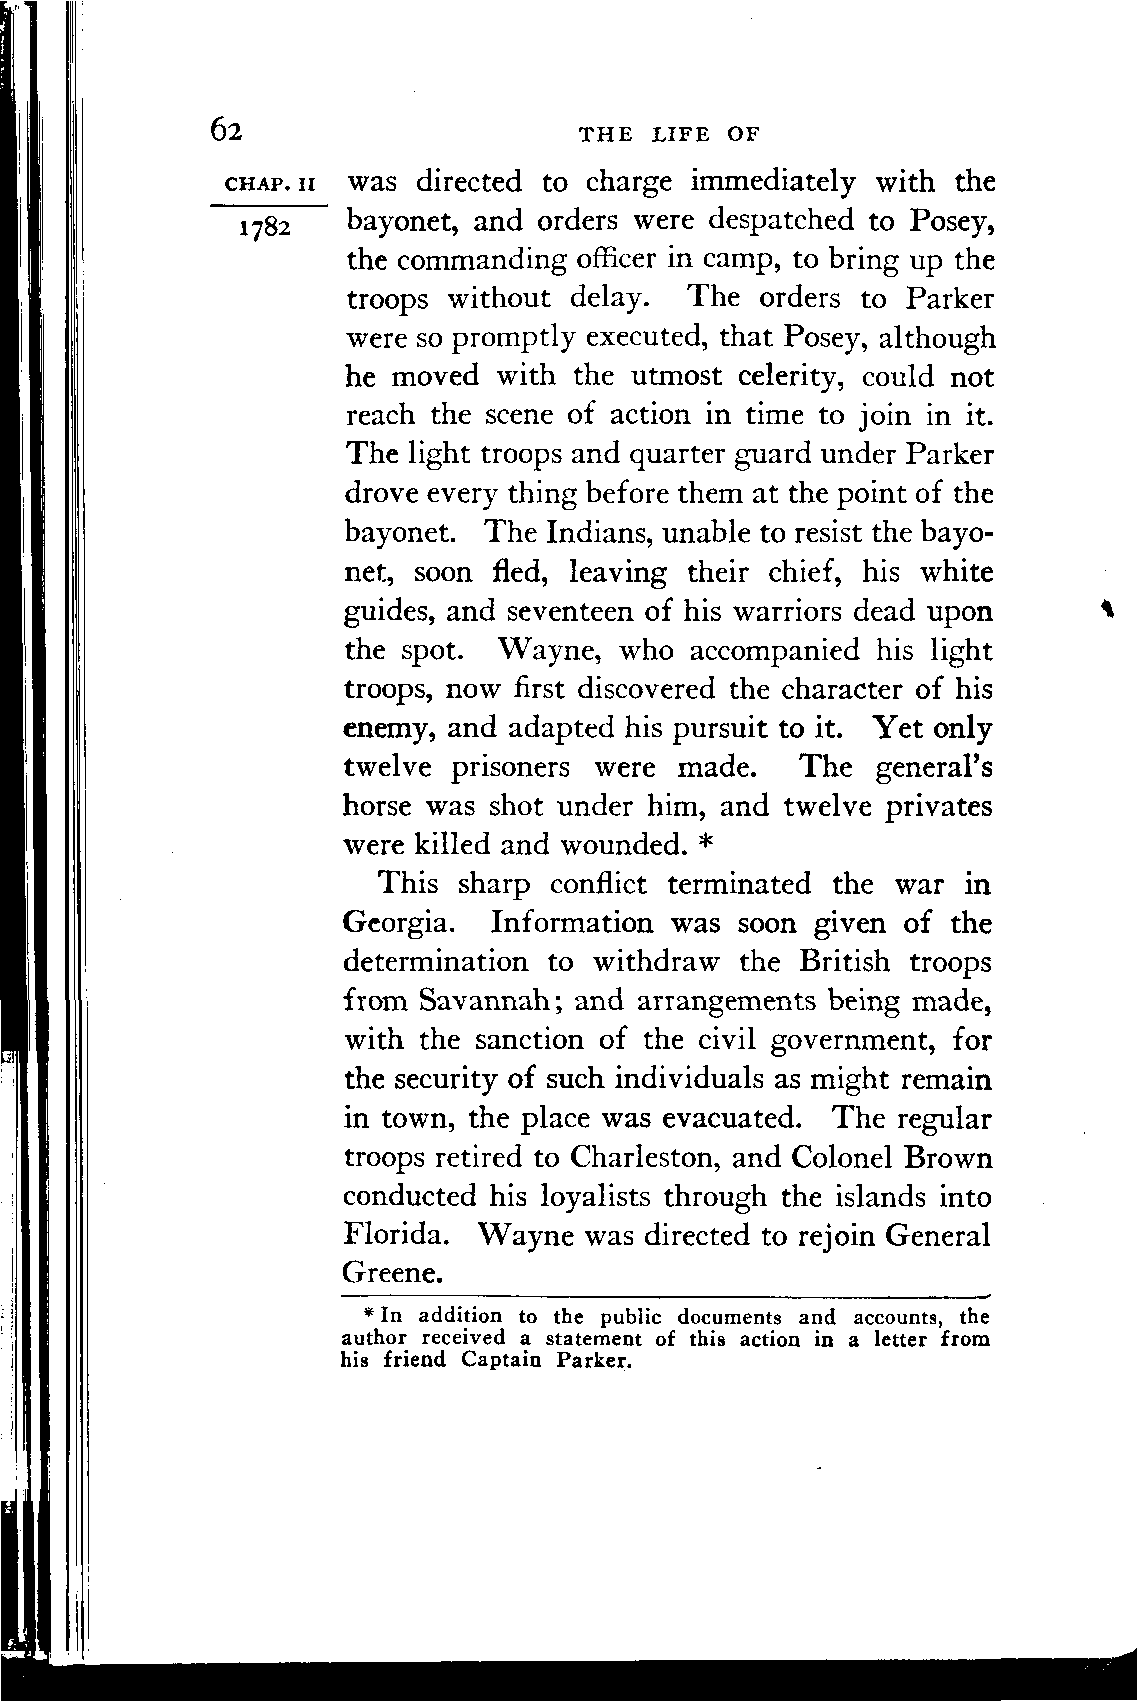 62 THE LIFE OF
CHAP. II
1782
was directed to charge immediately with the
bayonet, and orders were despatched to Posey,
the commanding officer in camp, to bring up the
troops without delay. The orders to Parker
were so promptly executed, that Posey, although
he moved with the utmost celerity, could not
reach the scene of action in time to join in it.
The light troops and quarter guard under Parker
drove every thing before them at the point of the
bayonet. The Indians, unable to resist the bayo-
net, soon fled, leaving their chief, his white
guides, and seventeen of his warriors dead upon
the spot. Wayne, who accompanied his light
troops, now first discovered the character of his
enemy, and adapted his pursuit to it. Yet only
twelve prisoners were made. The general's
horse was shot under him, and twelve privates
were killed and wounded. *
This sharp conflict terminated the war in
Georgia. Information was soon given of the
determination to withdraw the British troops
from Savannah; and arrangements being made,
with the sanction of the civil government, for
the security of such individuals as might remain
in town, the place was evacuated. The regular
troops retired to Charleston, and Colonel Brown
conducted his loyalists through the islands into
Florida. Wayne was directed to rejoin General
Greene.
* In addition to the public documents and accounts, the
author received a statement of this action in a letter from
his friend Captain Parker.